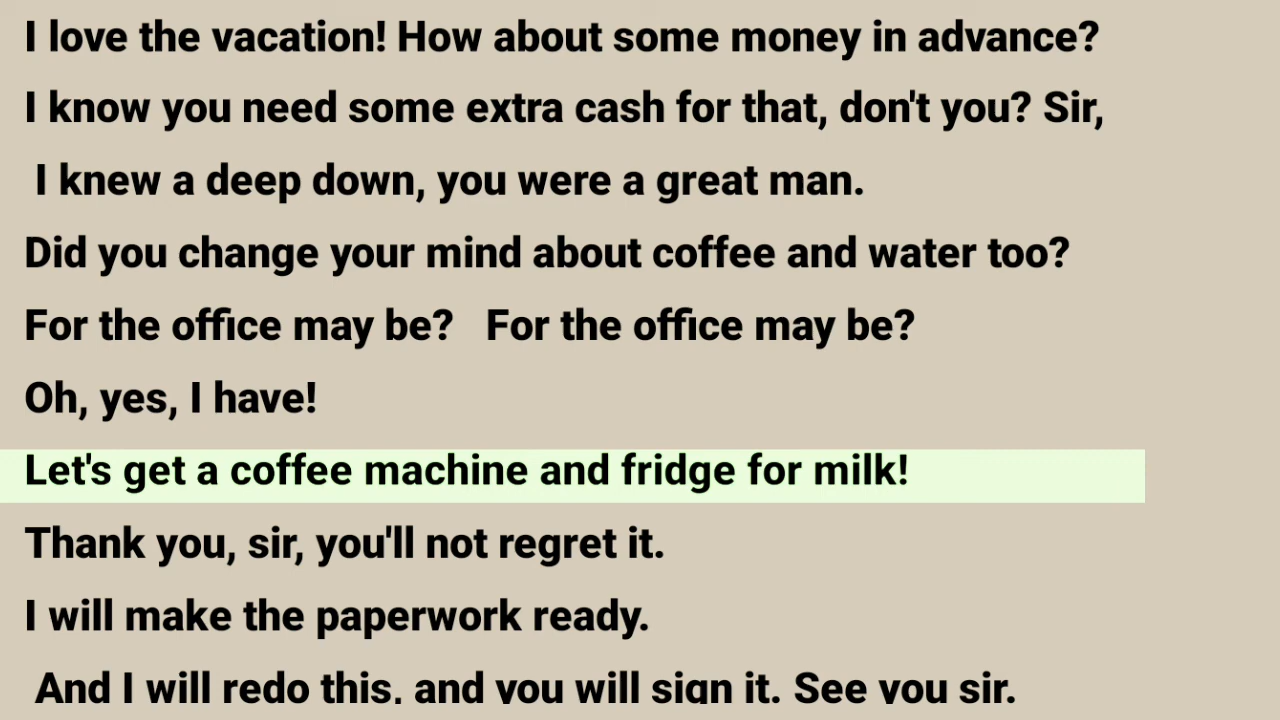 I love the vacation! How about some money in advance?
I know you need some extra cash for that, don't you? Sir,
I knew a deep down, you were a great man.
Did you change your mind about coffee and water too?
For the office may be? For the office may be?
Oh, yes, I have!
Let's get a coffee machine and fridge for milk!
Thank you, sir, you'll not regret it.
I will make the paperwork ready.
And I will redo this, and you will sign it. See you sir.